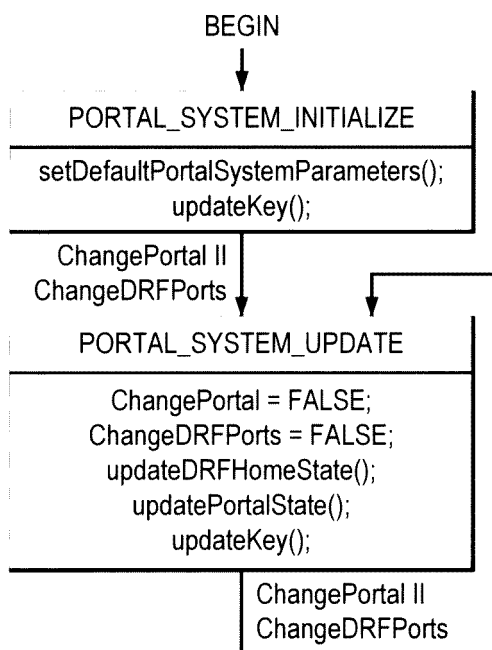 BEGIN
PORTAL_SYSTEM_INITIALIZE
setDefaultPortalSystemParameters();
updateKey();
ChangePortal II
ChangeDRFPorts
PORTAL_SYSTEM_UPDATE
ChangePortal = FALSE;
ChangeDRFPorts = FALSE;
updateDRFHomeState();
updatePortalState();
updateKey();
ChangePortal II
ChangeDRFPorts